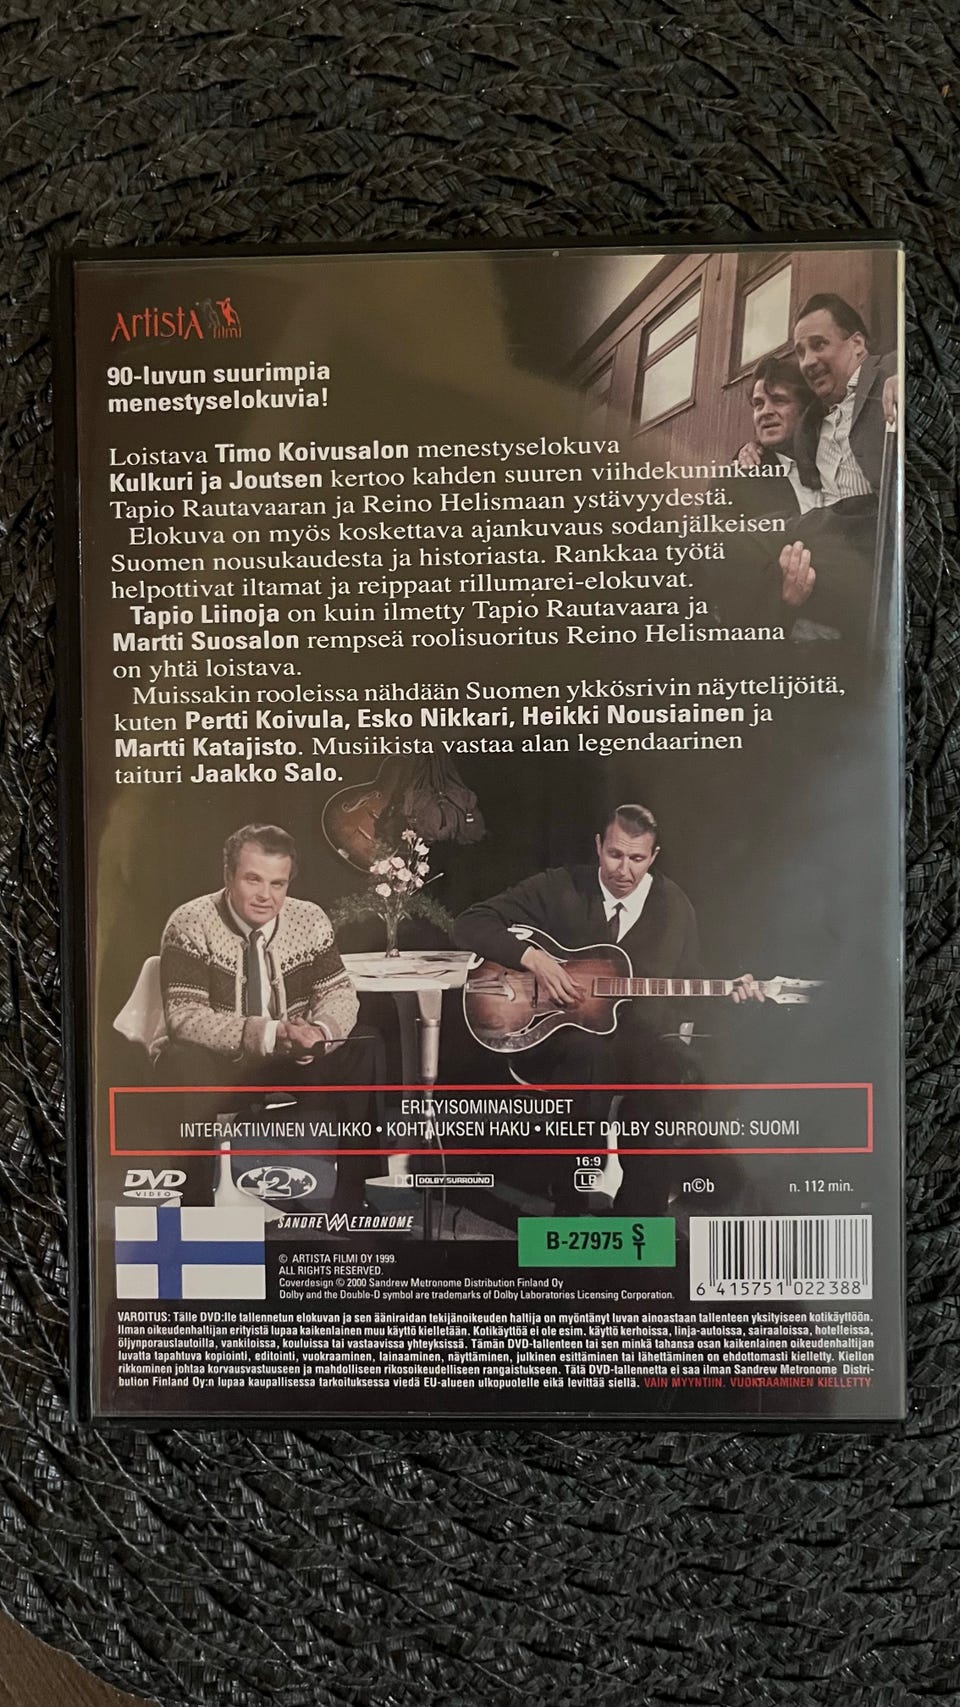 ArtistA
filmi
90-luvun suurimpia
menestyselokuvia!
Loistava Timo Koivusalon menestyselokuva
Kulkuri ja Joutsen kertoo kahden suuren viihdekuninkaan
Tapio Rautavaaran ja Reino Helismaan ystävyydestä.
Elokuva on myös koskettava ajankuvaus sodanjälkeisen
Suomen nousukaudesta ja historiasta. Rankkaa työtä
helpottivat iltamat ja reippaat rillumarei-elokuvat.
Tapio Liinoja on kuin ilmetty Tapio Rautavaara ja
Martti Suosalon rempseä roolisuoritus Reino Helismaana
on yhtä loistava.
Muissakin rooleissa nähdään Suomen ykkösrivin näyttelijöitä,
kuten Pertti Koivula, Esko Nikkari, Heikki Nousiainen ja
Martti Katajisto. Musiikista vastaa alan legendaarinen
taituri Jaakko Salo.
ERITYISOMINAISUUDET
INTERAKTIIVINEN VALIKKO • KOHTAUKSEN HAKU • KIELET DOLBY SURROUND: SUOMI
DVD
VIDEO
2
DOLBY SURROUND
16:9
LB
n©b
n. 112 min.
SANDREW METRONOME
B-27975 S
T
© ARTISTA FILMI OY 1999.
ALL RIGHTS RESERVED.
Coverdesign © 2000 Sandrew Metronome Distribution Finland Oy
Dolby and the Double-D symbol are trademarks of Dolby Laboratories Licensing Corporation.
6 415751 022388
VAROITUS: Tälle DVD:lle tallennetun elokuvan ja sen ääniraidan tekijänoikeuden haltija on myöntänyt luvan ainoastaan tallenteen yksityiseen kotikäyttöön.
Ilman oikeudenhaltijan erityistä lupaa kaikenlainen muu käyttö kielletään. Kotikäyttöä ei ole esim. käyttö kerhoissa, linja-autoissa, sairaaloissa, hotelleissa,
öljynporauslautoilla, vankiloissa, kouluissa tai vastaavissa yhteyksissä. Tämän DVD-tallenteen tai sen minkä tahansa osan kaikenlainen oikeudenhaltijan
luvatta tapahtuva kopiointi, editointi, vuokraaminen, lainaaminen, näyttäminen, julkinen esittäminen tai lähettäminen on ehdottomasti kielletty. Kiellon
rikkominen johtaa korvausvastuuseen ja mahdolliseen rikosoikeudelliseen rangaistukseen. Tätä DVD-tallennetta ei saa ilman Sandrew Metronome Distri-
bution Finland Oy:n lupaa kaupallisessa tarkoituksessa viedä EU-alueen ulkopuolelle eikä levittää siellä. VAIN MYYNTIIN. VUOKRAAMINEN KIELLETTY.